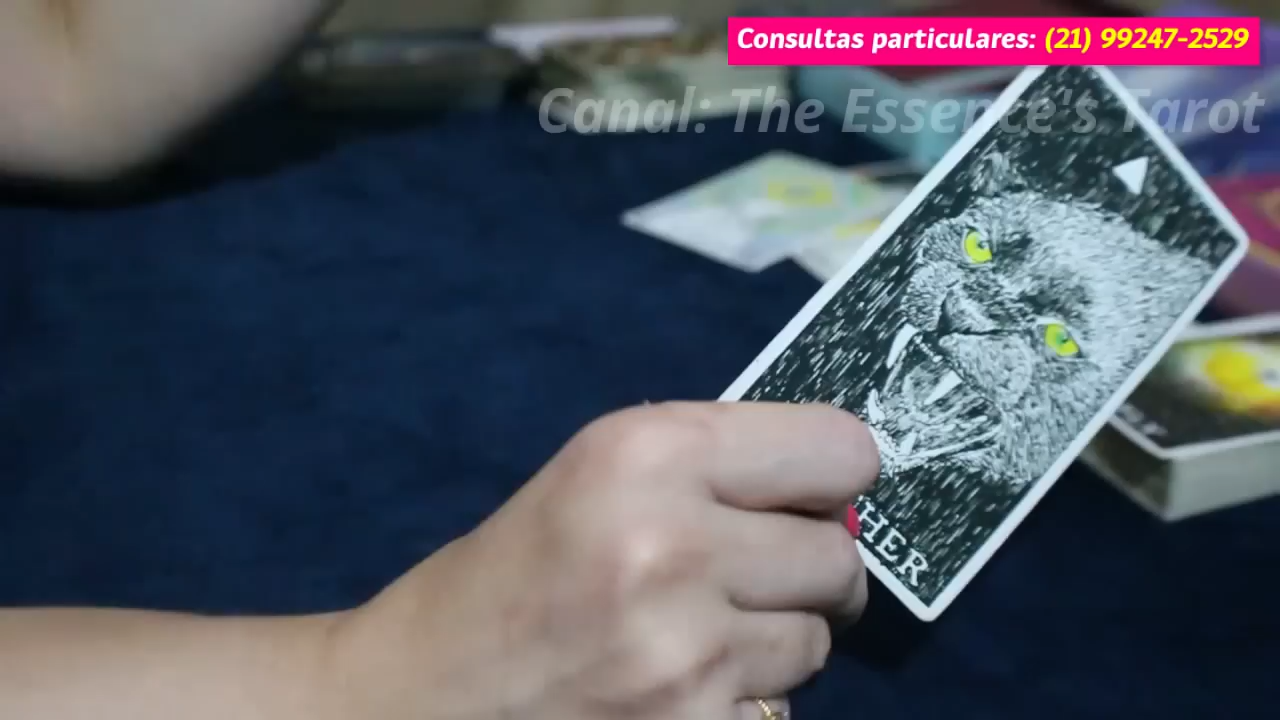 Consultas particulares: (21) 99247-2529
Canal: The Essence's Tarot
HER